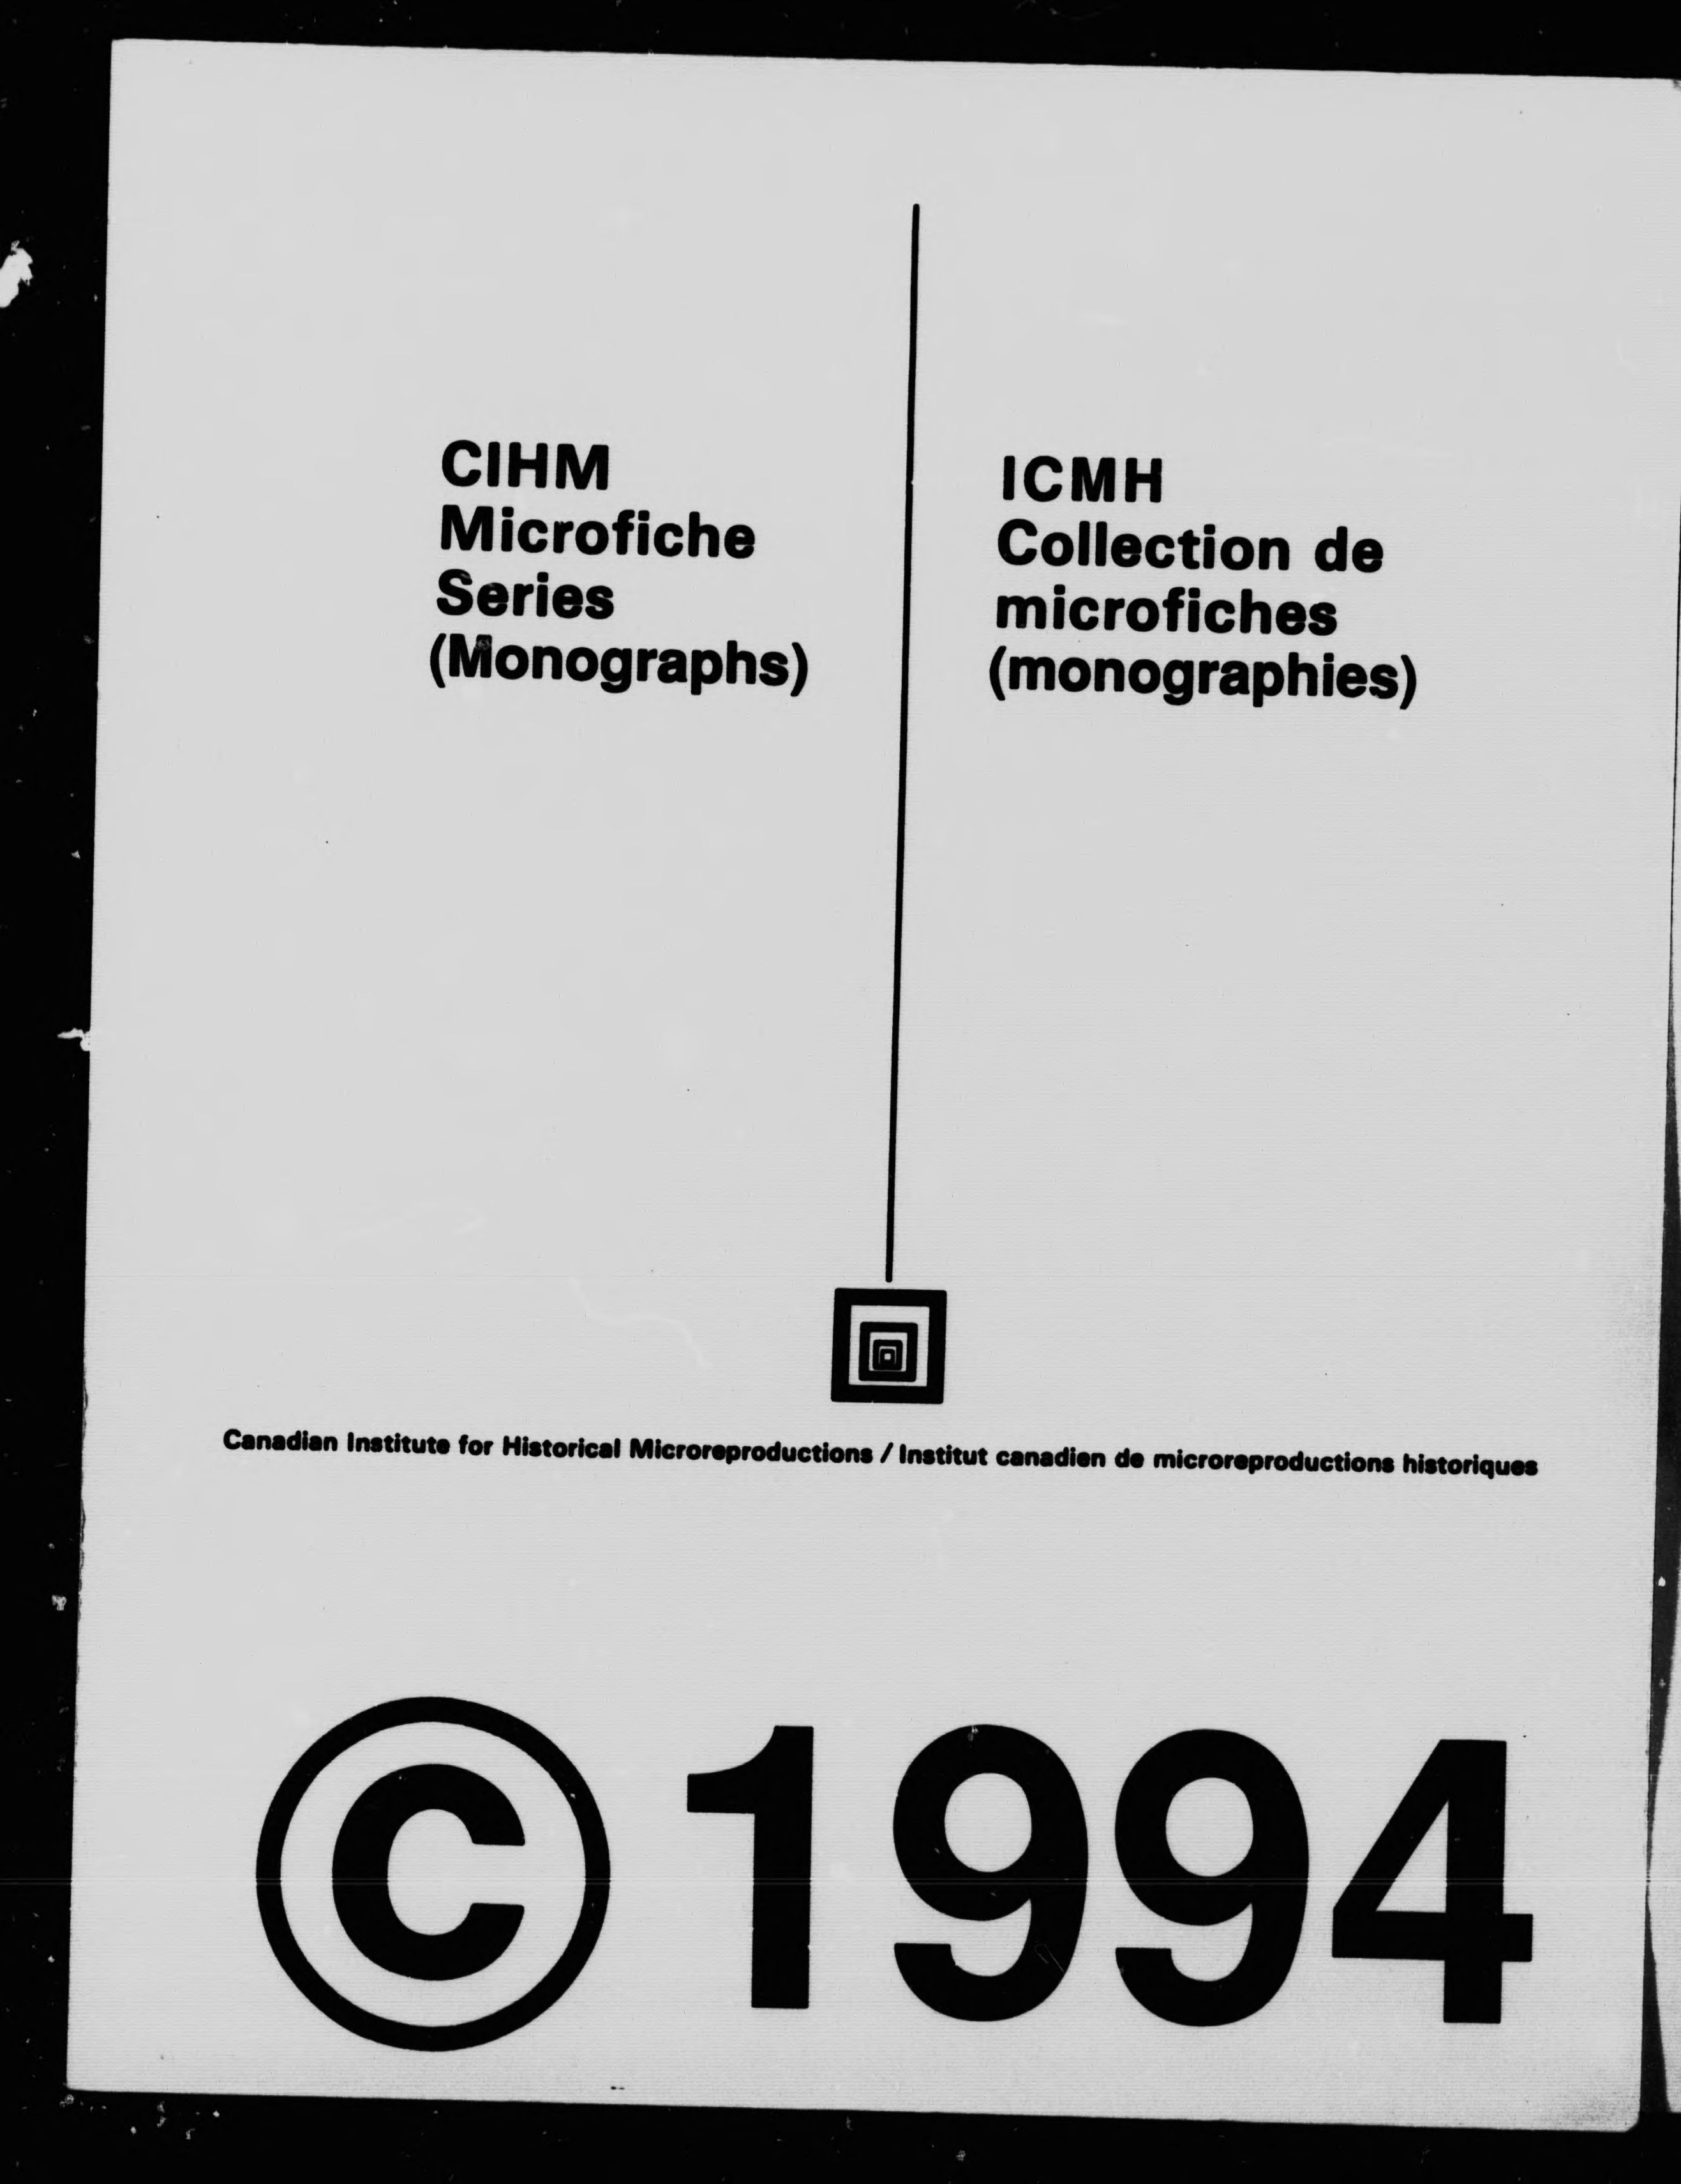 CIHM
Microfiche
Series
(Monographs)
ICMH
Collection de
microfiches
(monographies)
Canadian Institute for Historical Microreproductions / Institut canadien de microreproductions historiques
© 1994